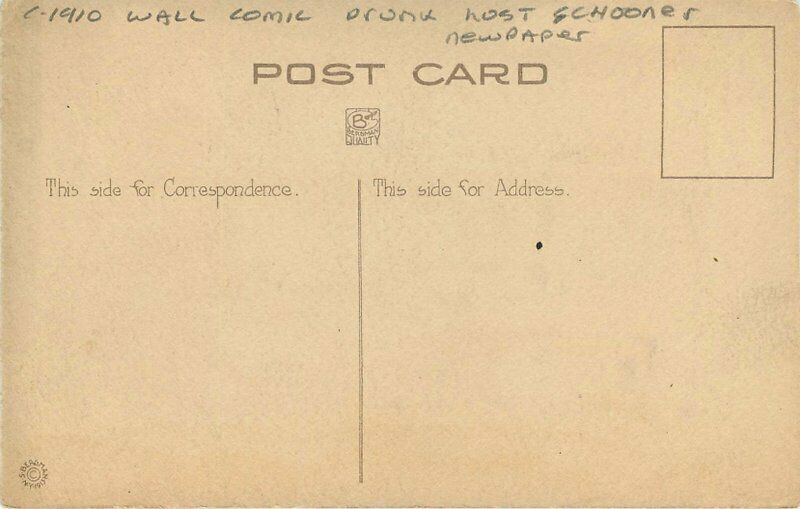 C-1910 WALL COMIC DRUNK LOST SCHOONER
NEWPAPER
POST CARD
B
BERGMAN
QUALITY
This side for Correspondence.
This side for Address.
S. BERGMAN N.Y.
©